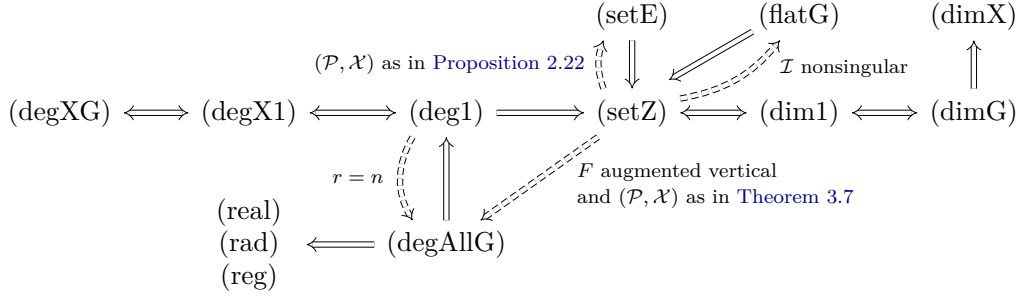 (setE) (flatG) (dimX)
(𝒫, 𝒳) as in Proposition 2.22
ℐ nonsingular
(degXG) (degX1) (deg1) (setZ) (dim1) (dimG)
r = n
F augmented vertical
and (𝒫, 𝒳) as in Theorem 3.7
(real)
(rad) (degAllG)
(reg)